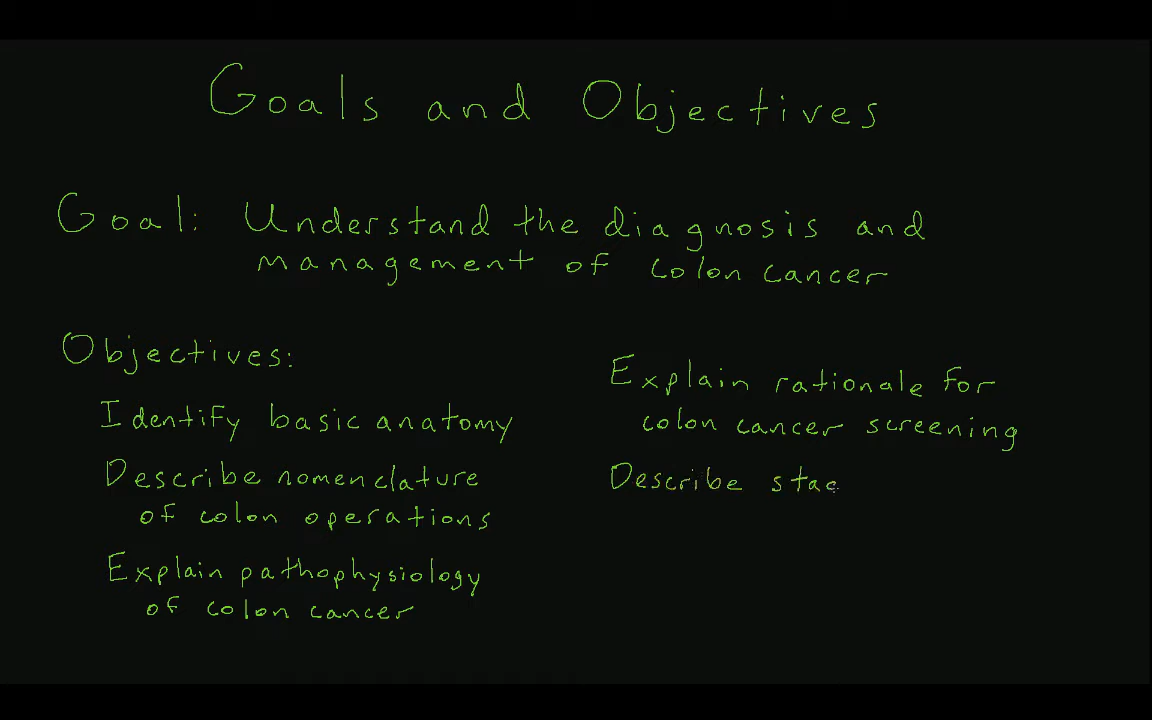 Goals and Objectives
Goal: Understand the diagnosis and
management of colon cancer
Objectives:
Identify basic anatomy
Describe nomenclature
of colon operations
Explain pathophysiology
of colon cancer
Explain rationale for
colon cancer screening
Describe